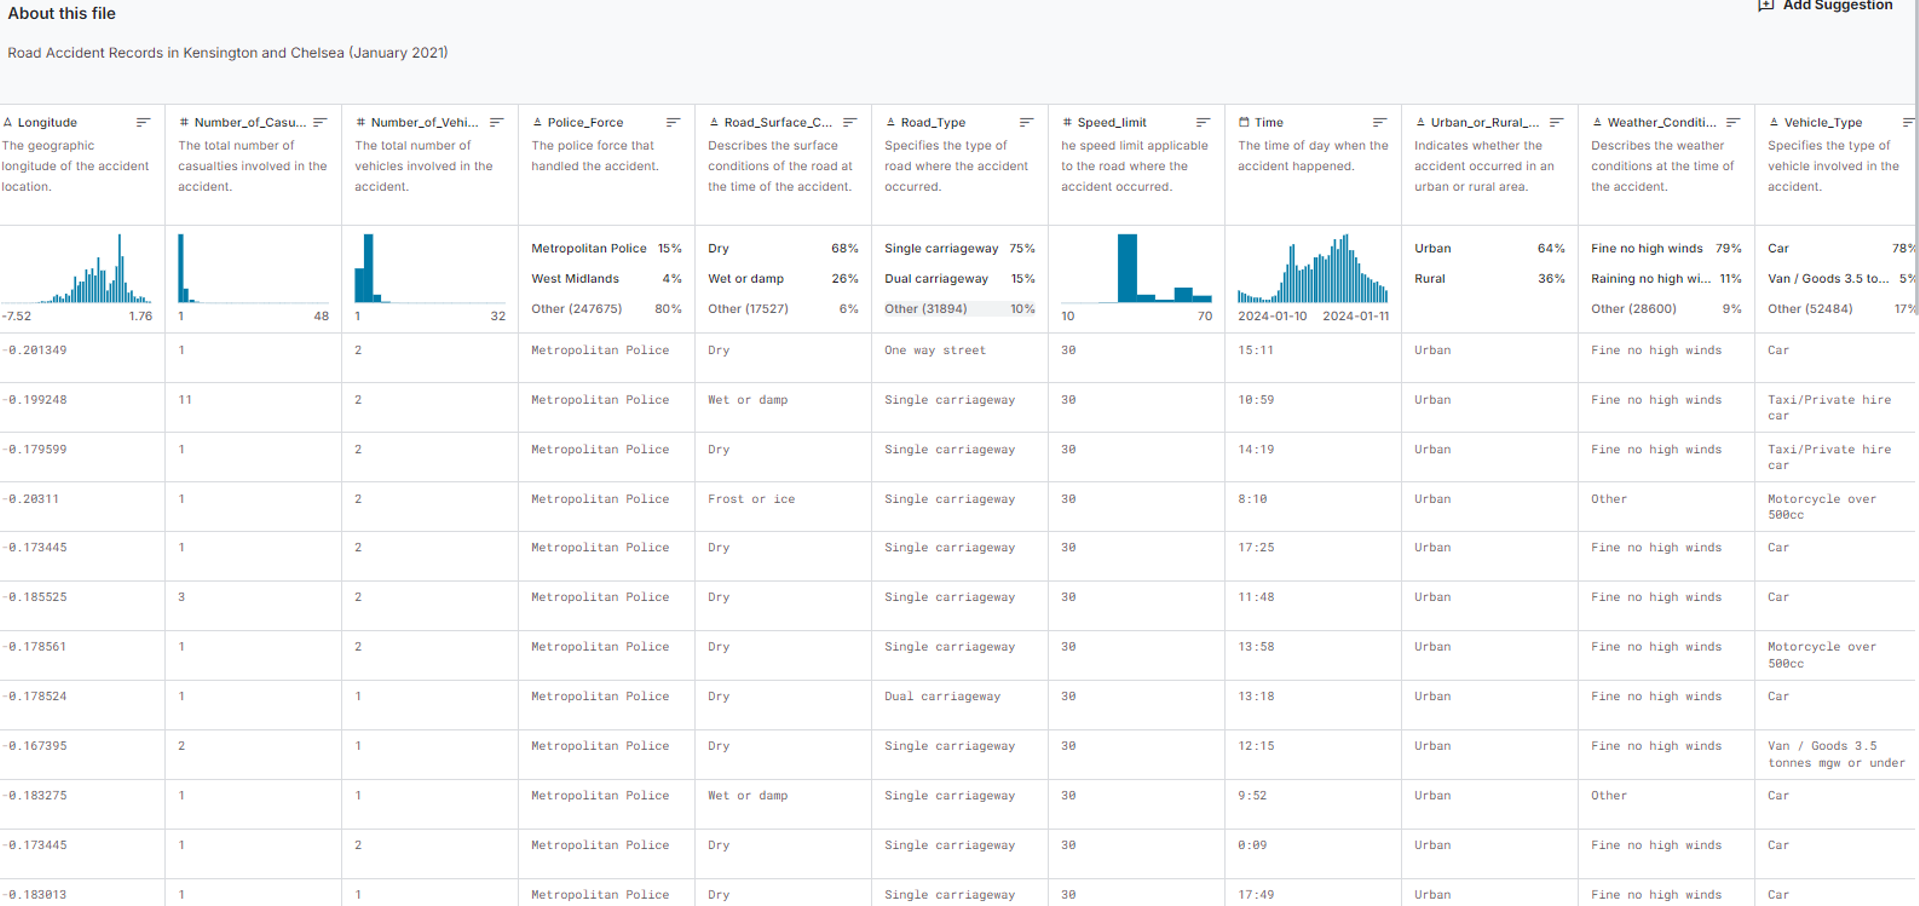 About this file
Add Suggestion
Road Accident Records in Kensington and Chelsea (January 2021)
Longitude # Number_of_Casu... # Number_of_Vehi... Police_Force Road_Surface_C... Road_Type # Speed_limit Time Urban_or_Rural_... Weather_Conditi... Vehicle_Type
The geographic The total number of The total number of The police force that Describes the surface Specifies the type of he speed limit applicable The time of day when the Indicates whether the Describes the weather Specifies the type of
longitude of the accident casualties involved in the vehicles involved in the handled the accident. conditions of the road at road where the accident to the road where the accident happened. accident occurred in an conditions at the time of vehicle involved in the
location. accident. accident. the time of the accident. occurred. accident occurred. urban or rural area. the accident. accident.
Metropolitan Police 15% Dry 68% Single carriageway 75% Urban 64% Fine no high winds 79% Car 78%
West Midlands 4% Wet or damp 26% Dual carriageway 15% Rural 36% Raining no high wi... 11% Van / Goods 3.5 to... 5%
Other (247675) 80% Other (17527) 6% Other (31894) 10% Other (28600) 9% Other (52484) 17%
-7.52 1.76 1 48 1 32 10 70 2024-01-10 2024-01-11
-0.201349 1 2 Metropolitan Police Dry One way street 30 15:11 Urban Fine no high winds Car
-0.199248 11 2 Metropolitan Police Wet or damp Single carriageway 30 10:59 Urban Fine no high winds Taxi/Private hire
car
-0.179599 1 2 Metropolitan Police Dry Single carriageway 30 14:19 Urban Fine no high winds Taxi/Private hire
car
-0.20311 1 2 Metropolitan Police Frost or ice Single carriageway 30 8:10 Urban Other Motorcycle over
500cc
-0.173445 1 2 Metropolitan Police Dry Single carriageway 30 17:25 Urban Fine no high winds Car
-0.185525 3 2 Metropolitan Police Dry Single carriageway 30 11:48 Urban Fine no high winds Car
-0.178561 1 2 Metropolitan Police Dry Single carriageway 30 13:58 Urban Fine no high winds Motorcycle over
500cc
-0.178524 1 1 Metropolitan Police Dry Dual carriageway 30 13:18 Urban Fine no high winds Car
-0.167395 2 1 Metropolitan Police Dry Single carriageway 30 12:15 Urban Fine no high winds Van / Goods 3.5
tonnes mgw or under
-0.183275 1 1 Metropolitan Police Wet or damp Single carriageway 30 9:52 Urban Other Car
-0.173445 1 2 Metropolitan Police Dry Single carriageway 30 0:09 Urban Fine no high winds Car
-0.183013 1 1 Metropolitan Police Dry Single carriageway 30 17:49 Urban Fine no high winds Car